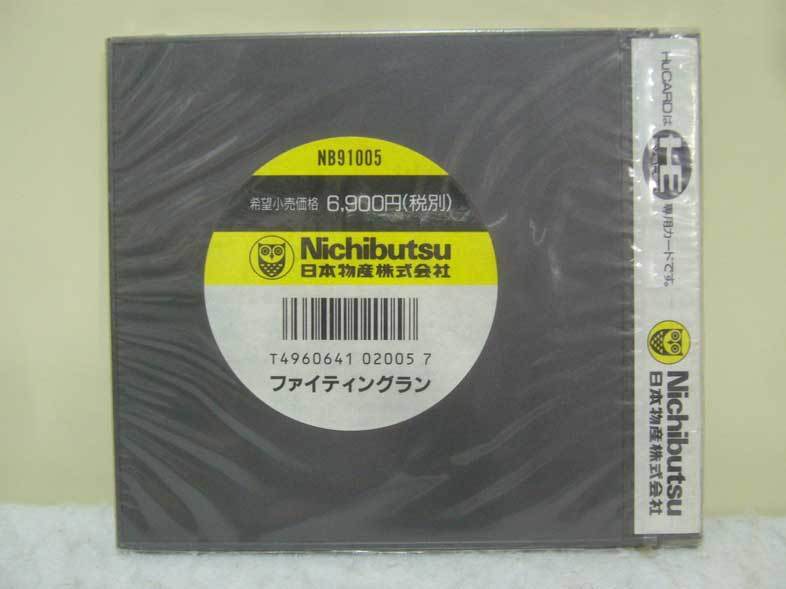 NB91005
希望小売価格 6,900円(税別)
Nichibutsu
日本物産株式会社
T4960641 02005 7
ファイティングラン
HuCARDは
専用カードです。
Nichibutsu
日本物産株式会社